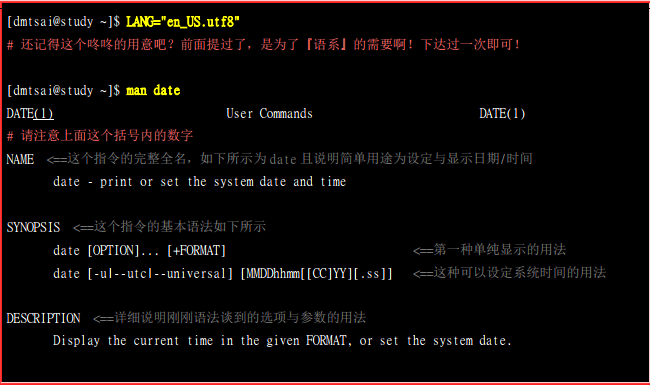 [dmtsai@study ~]$ LANG="en_US.utf8"
# 还记得这个咚咚的用意吧？前面提过了，是为了『语系』的需要啊！下达过一次即可！
[dmtsai@study ~]$ man date
DATE(1) User Commands DATE(1)
# 请注意上面这个括号内的数字
NAME <==这个指令的完整全名，如下所示为 date 且说明简单用途为设定与显示日期/时间
date - print or set the system date and time
SYNOPSIS <==这个指令的基本语法如下所示
date [OPTION]... [+FORMAT] <==第一种单纯显示的用法
date [-u|--utc|--universal] [MMDDhhmm[[CC]YY][.ss]] <==这种可以设定系统时间的用法
DESCRIPTION <==详细说明刚刚语法谈到的选项与参数的用法
Display the current time in the given FORMAT, or set the system date.